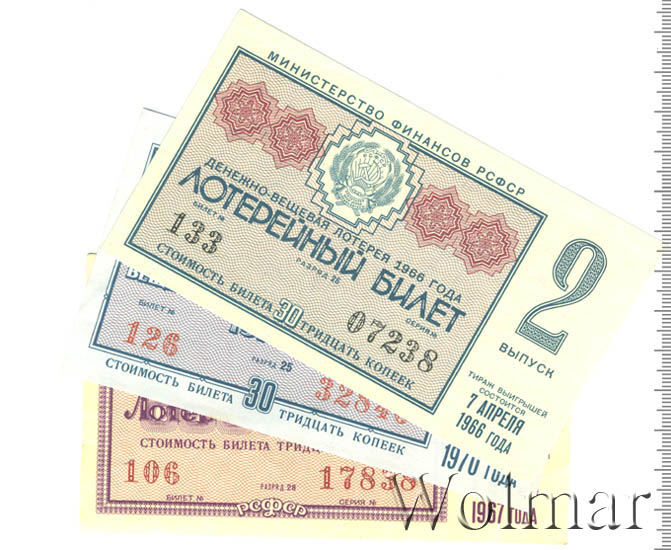 МИНИСТЕРСТВО ФИНАНСОВ РСФСР
ДЕНЕЖНО-ВЕЩЕВАЯ ЛОТЕРЕЯ 1966 ГОДА
ЛОТЕРЕЙНЫЙ БИЛЕТ
БИЛЕТ №
133
РАЗРЯД 26
СЕРИЯ №
07238
СТОИМОСТЬ БИЛЕТА 30 ТРИДЦАТЬ КОПЕЕК
2
ВЫПУСК
ТИРАЖ ВЫИГРЫШЕЙ
СОСТОИТСЯ
7 АПРЕЛЯ
1966 ГОДА
БИЛЕТ №
126
РАЗРЯД 25
СТОИМОСТЬ БИЛЕТА 30 ТРИДЦАТЬ КОПЕЕК
1970 ГОДА
СТОИМОСТЬ БИЛЕТА
106
РАЗРЯД 28
17838
БИЛЕТ №
РСФСР
СЕРИЯ №
1967 ГОДА
Wolmar